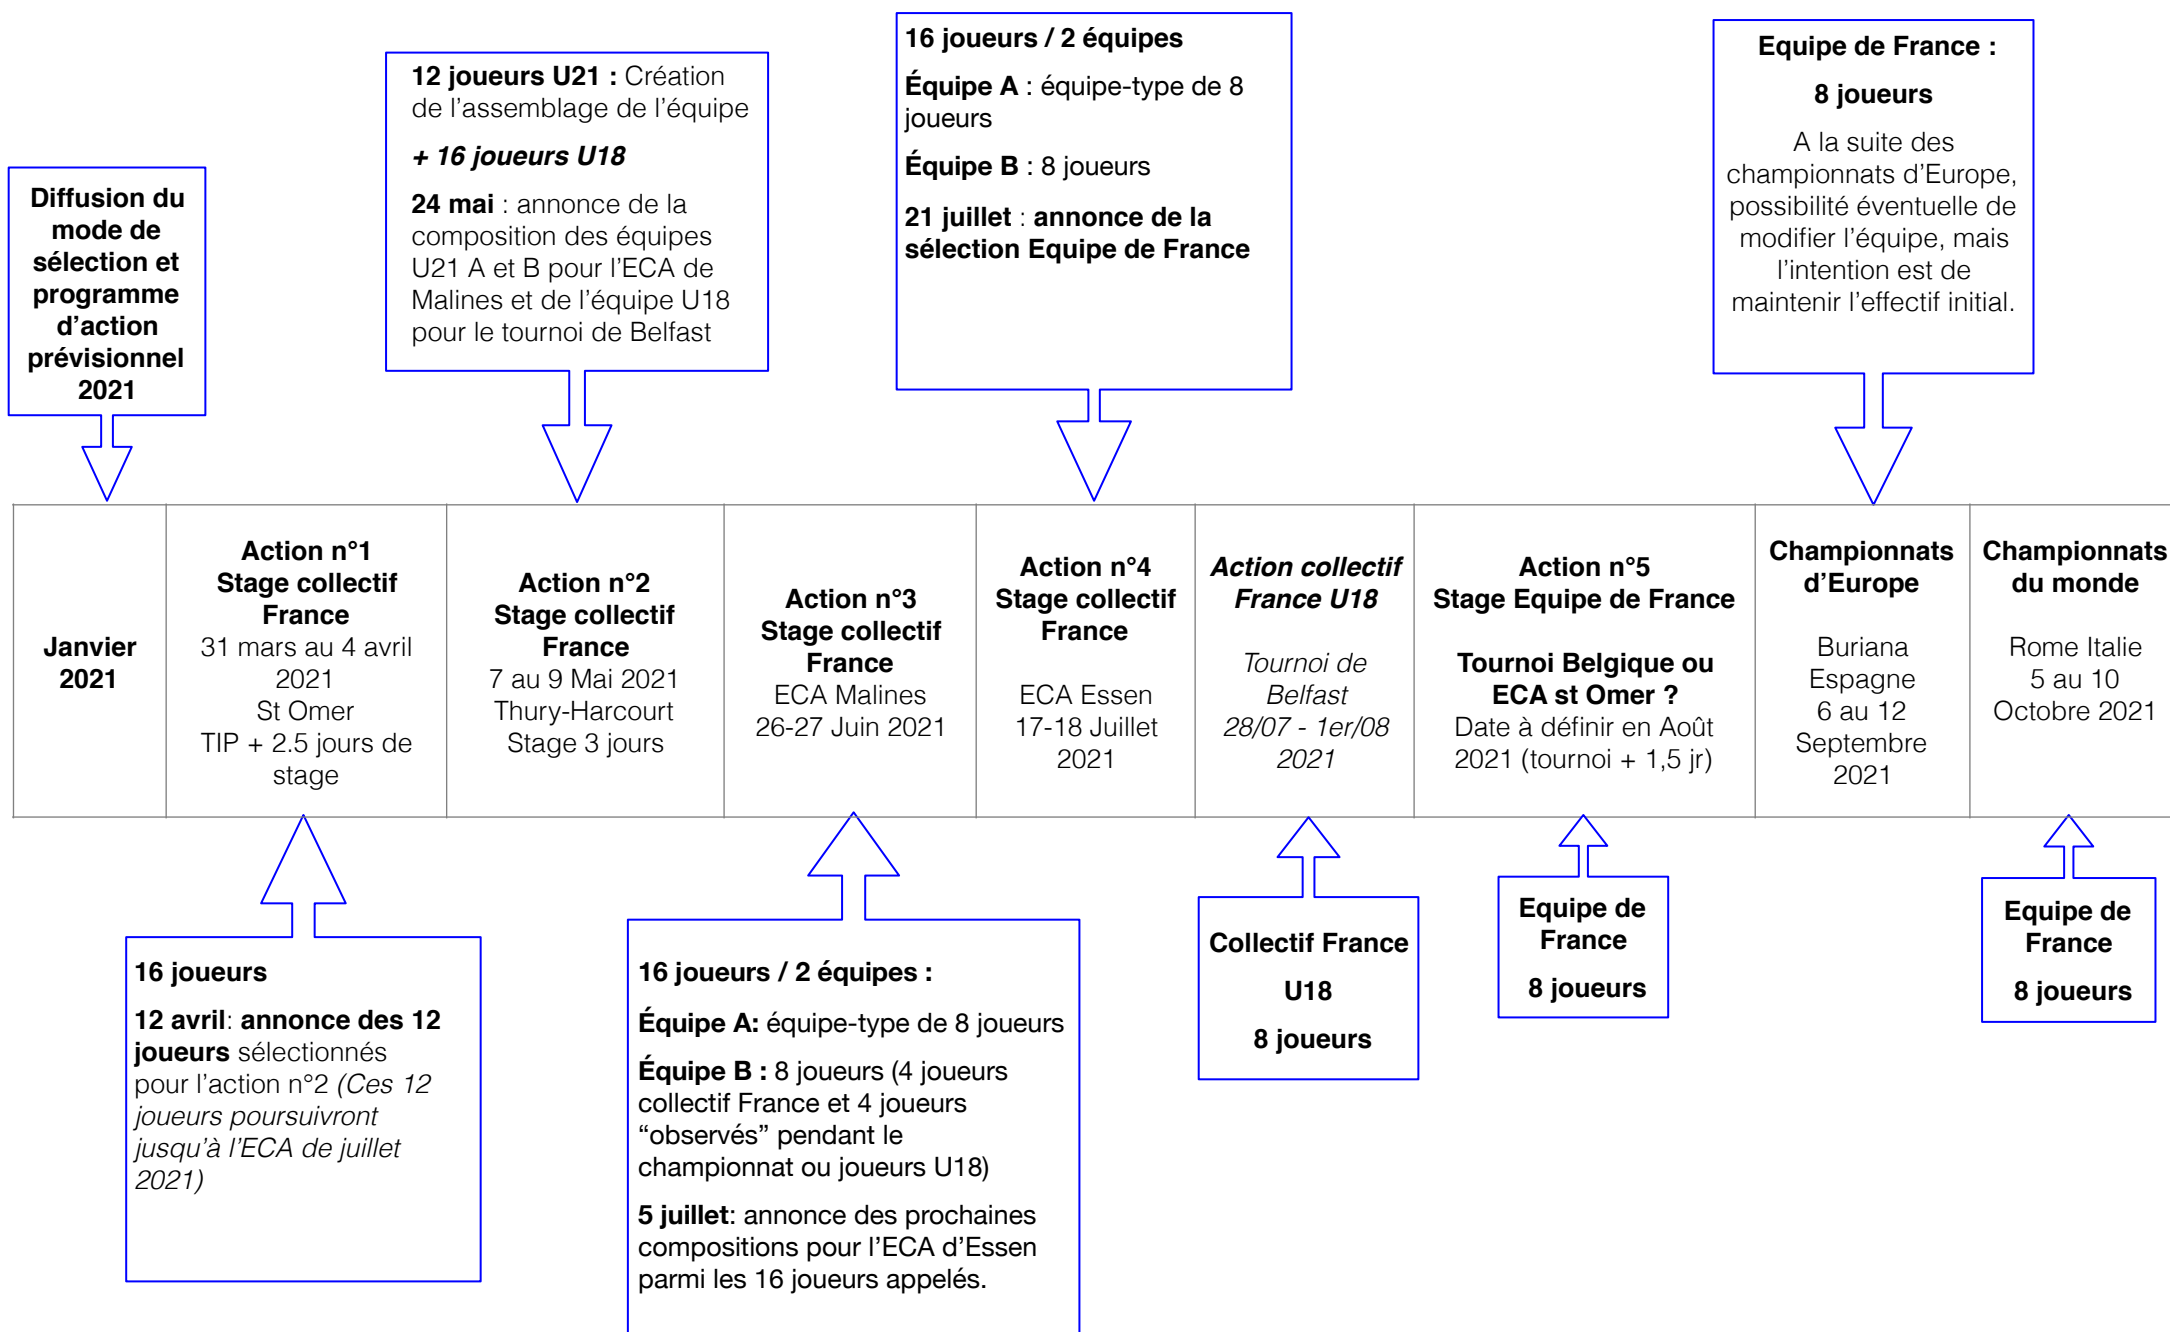 Diffusion du
mode de
sélection et
programme
d'action
prévisionnel
2021
12 joueurs U21 : Création
de l'assemblage de l'équipe
+ 16 joueurs U18
24 mai : annonce de la
composition des équipes
U21 A et B pour l'ECA de
Malines et de l'équipe U18
pour le tournoi de Belfast
16 joueurs / 2 équipes
Équipe A : équipe-type de 8
joueurs
Équipe B : 8 joueurs
21 juillet : annonce de la
sélection Equipe de France
Equipe de France :
8 joueurs
A la suite des
championnats d'Europe,
possibilité éventuelle de
modifier l'équipe, mais
l'intention est de
maintenir l'effectif initial.
Janvier
2021
Action n°1
Stage collectif
France
31 mars au 4 avril
2021
St Omer
TIP + 2.5 jours de
stage
Action n°2
Stage collectif
France
7 au 9 Mai 2021
Thury-Harcourt
Stage 3 jours
Action n°3
Stage collectif
France
ECA Malines
26-27 Juin 2021
Action n°4
Stage collectif
France
ECA Essen
17-18 Juillet
2021
Action collectif
France U18
Tournoi de
Belfast
28/07 - 1er/08
2021
Action n°5
Stage Equipe de France
Tournoi Belgique ou
ECA st Omer ?
Date à définir en Août
2021 (tournoi + 1,5 jr)
Championnats
d'Europe
Buriana
Espagne
6 au 12
Septembre
2021
Championnats
du monde
Rome Italie
5 au 10
Octobre 2021
16 joueurs
12 avril: annonce des 12
joueurs sélectionnés
pour l'action n°2 (Ces 12
joueurs poursuivront
jusqu'à l'ECA de juillet
2021)
16 joueurs / 2 équipes :
Équipe A: équipe-type de 8 joueurs
Équipe B : 8 joueurs (4 joueurs
collectif France et 4 joueurs
"observés" pendant le
championnat ou joueurs U18)
5 juillet: annonce des prochaines
compositions pour l'ECA d'Essen
parmi les 16 joueurs appelés.
Collectif France
U18
8 joueurs
Equipe de
France
8 joueurs
Equipe de
France
8 joueurs